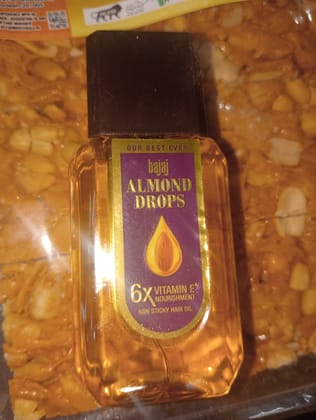 OUR BEST EVER
bajaj
ALMOND
DROPS
6X VITAMIN E*
NOURISHMENT
NON STICKY HAIR OIL